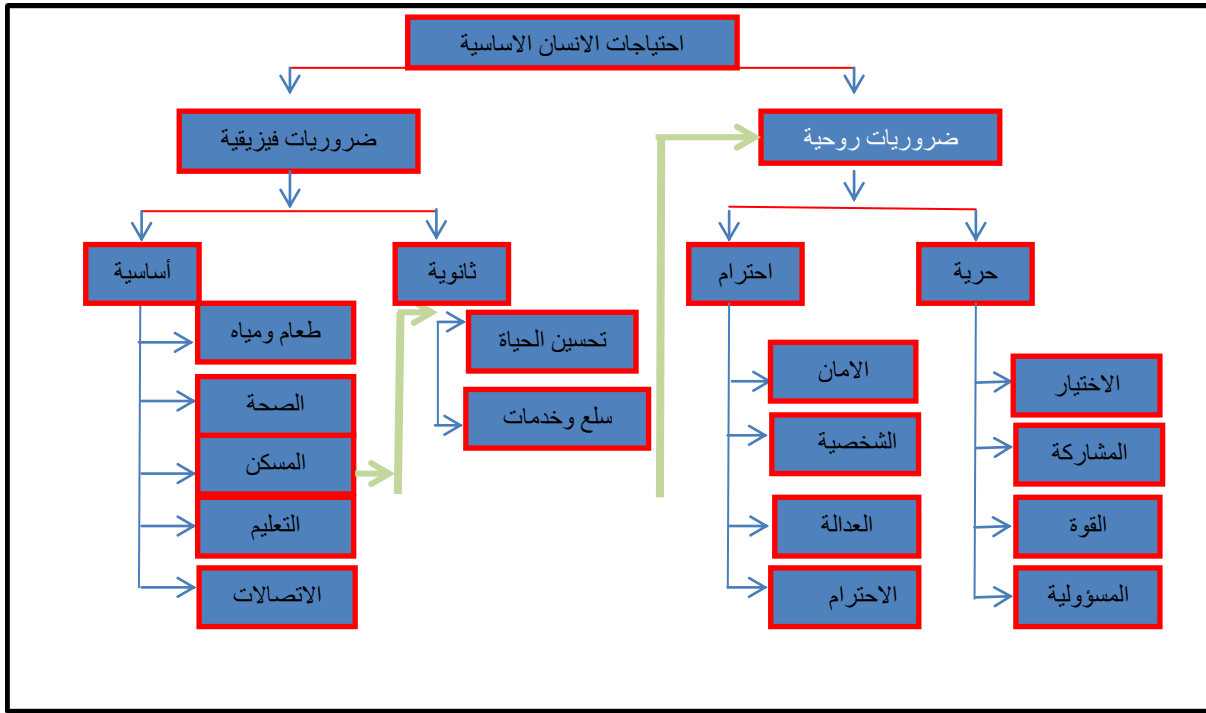 احتياجات الانسان الاساسية
ضروريات روحية
ضروريات فيزيقية
حرية
احترام
ثانوية
أساسية
الاختيار
المشاركة
القوة
المسؤولية
الامان
الشخصية
العدالة
الاحترام
تحسين الحياة
سلع وخدمات
طعام ومياه
الصحة
المسكن
التعليم
الاتصالات